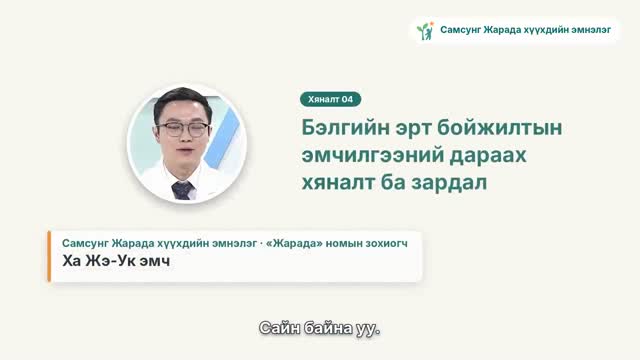 Самсунг Жарада хүүхдийн эмнэлэг
Хяналт 04
Бэлгийн эрт бойжилтын
эмчилгээний дараах
хяналт ба зардал
Самсунг Жарада хүүхдийн эмнэлэг · «Жарада» номын зохиогч
Ха Жэ-Ук эмч
Сайн байна уу.